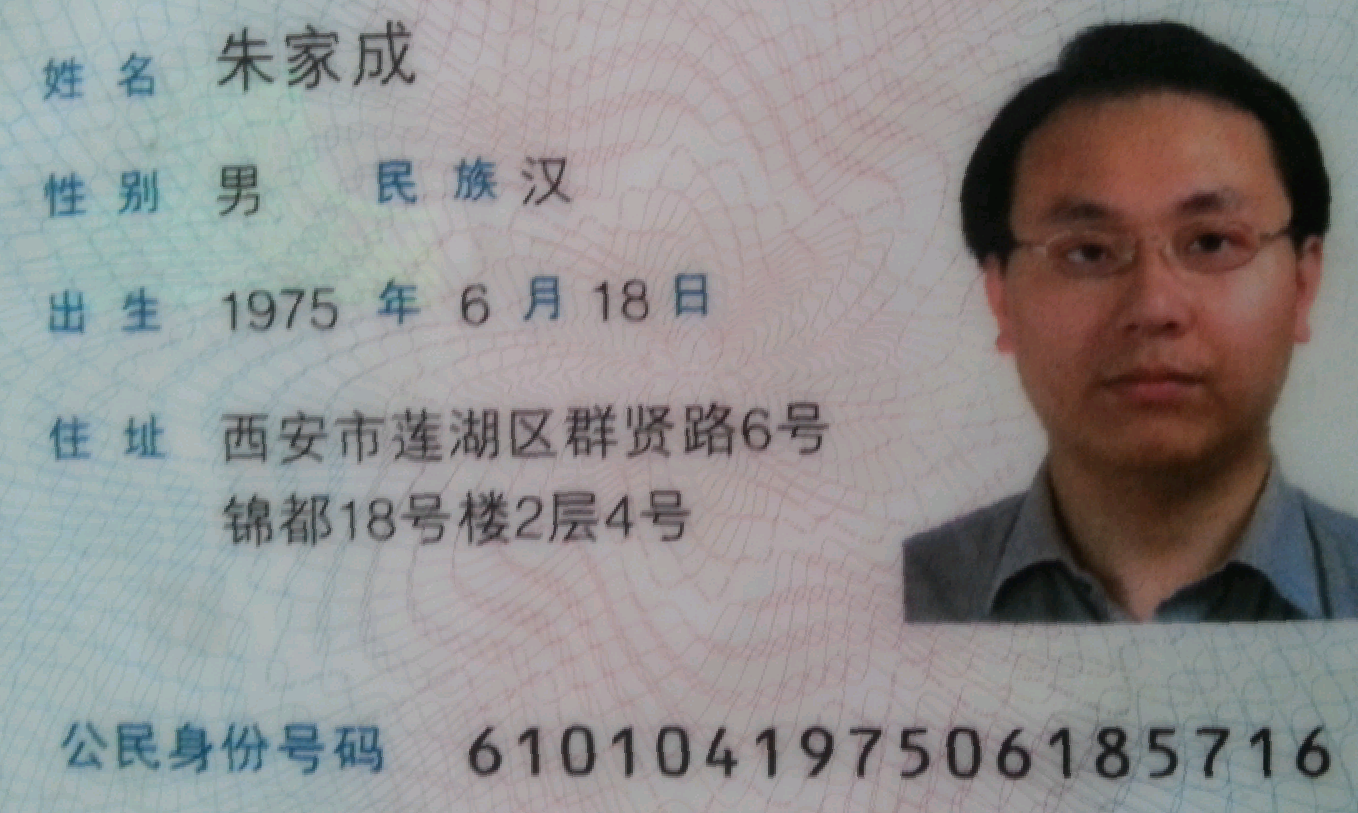 姓名 朱家成
性别 男 民族 汉
出生 1975 年 6 月 18 日
住址 西安市莲湖区群贤路6号
锦都18号楼2层4号
公民身份号码 610104197506185716